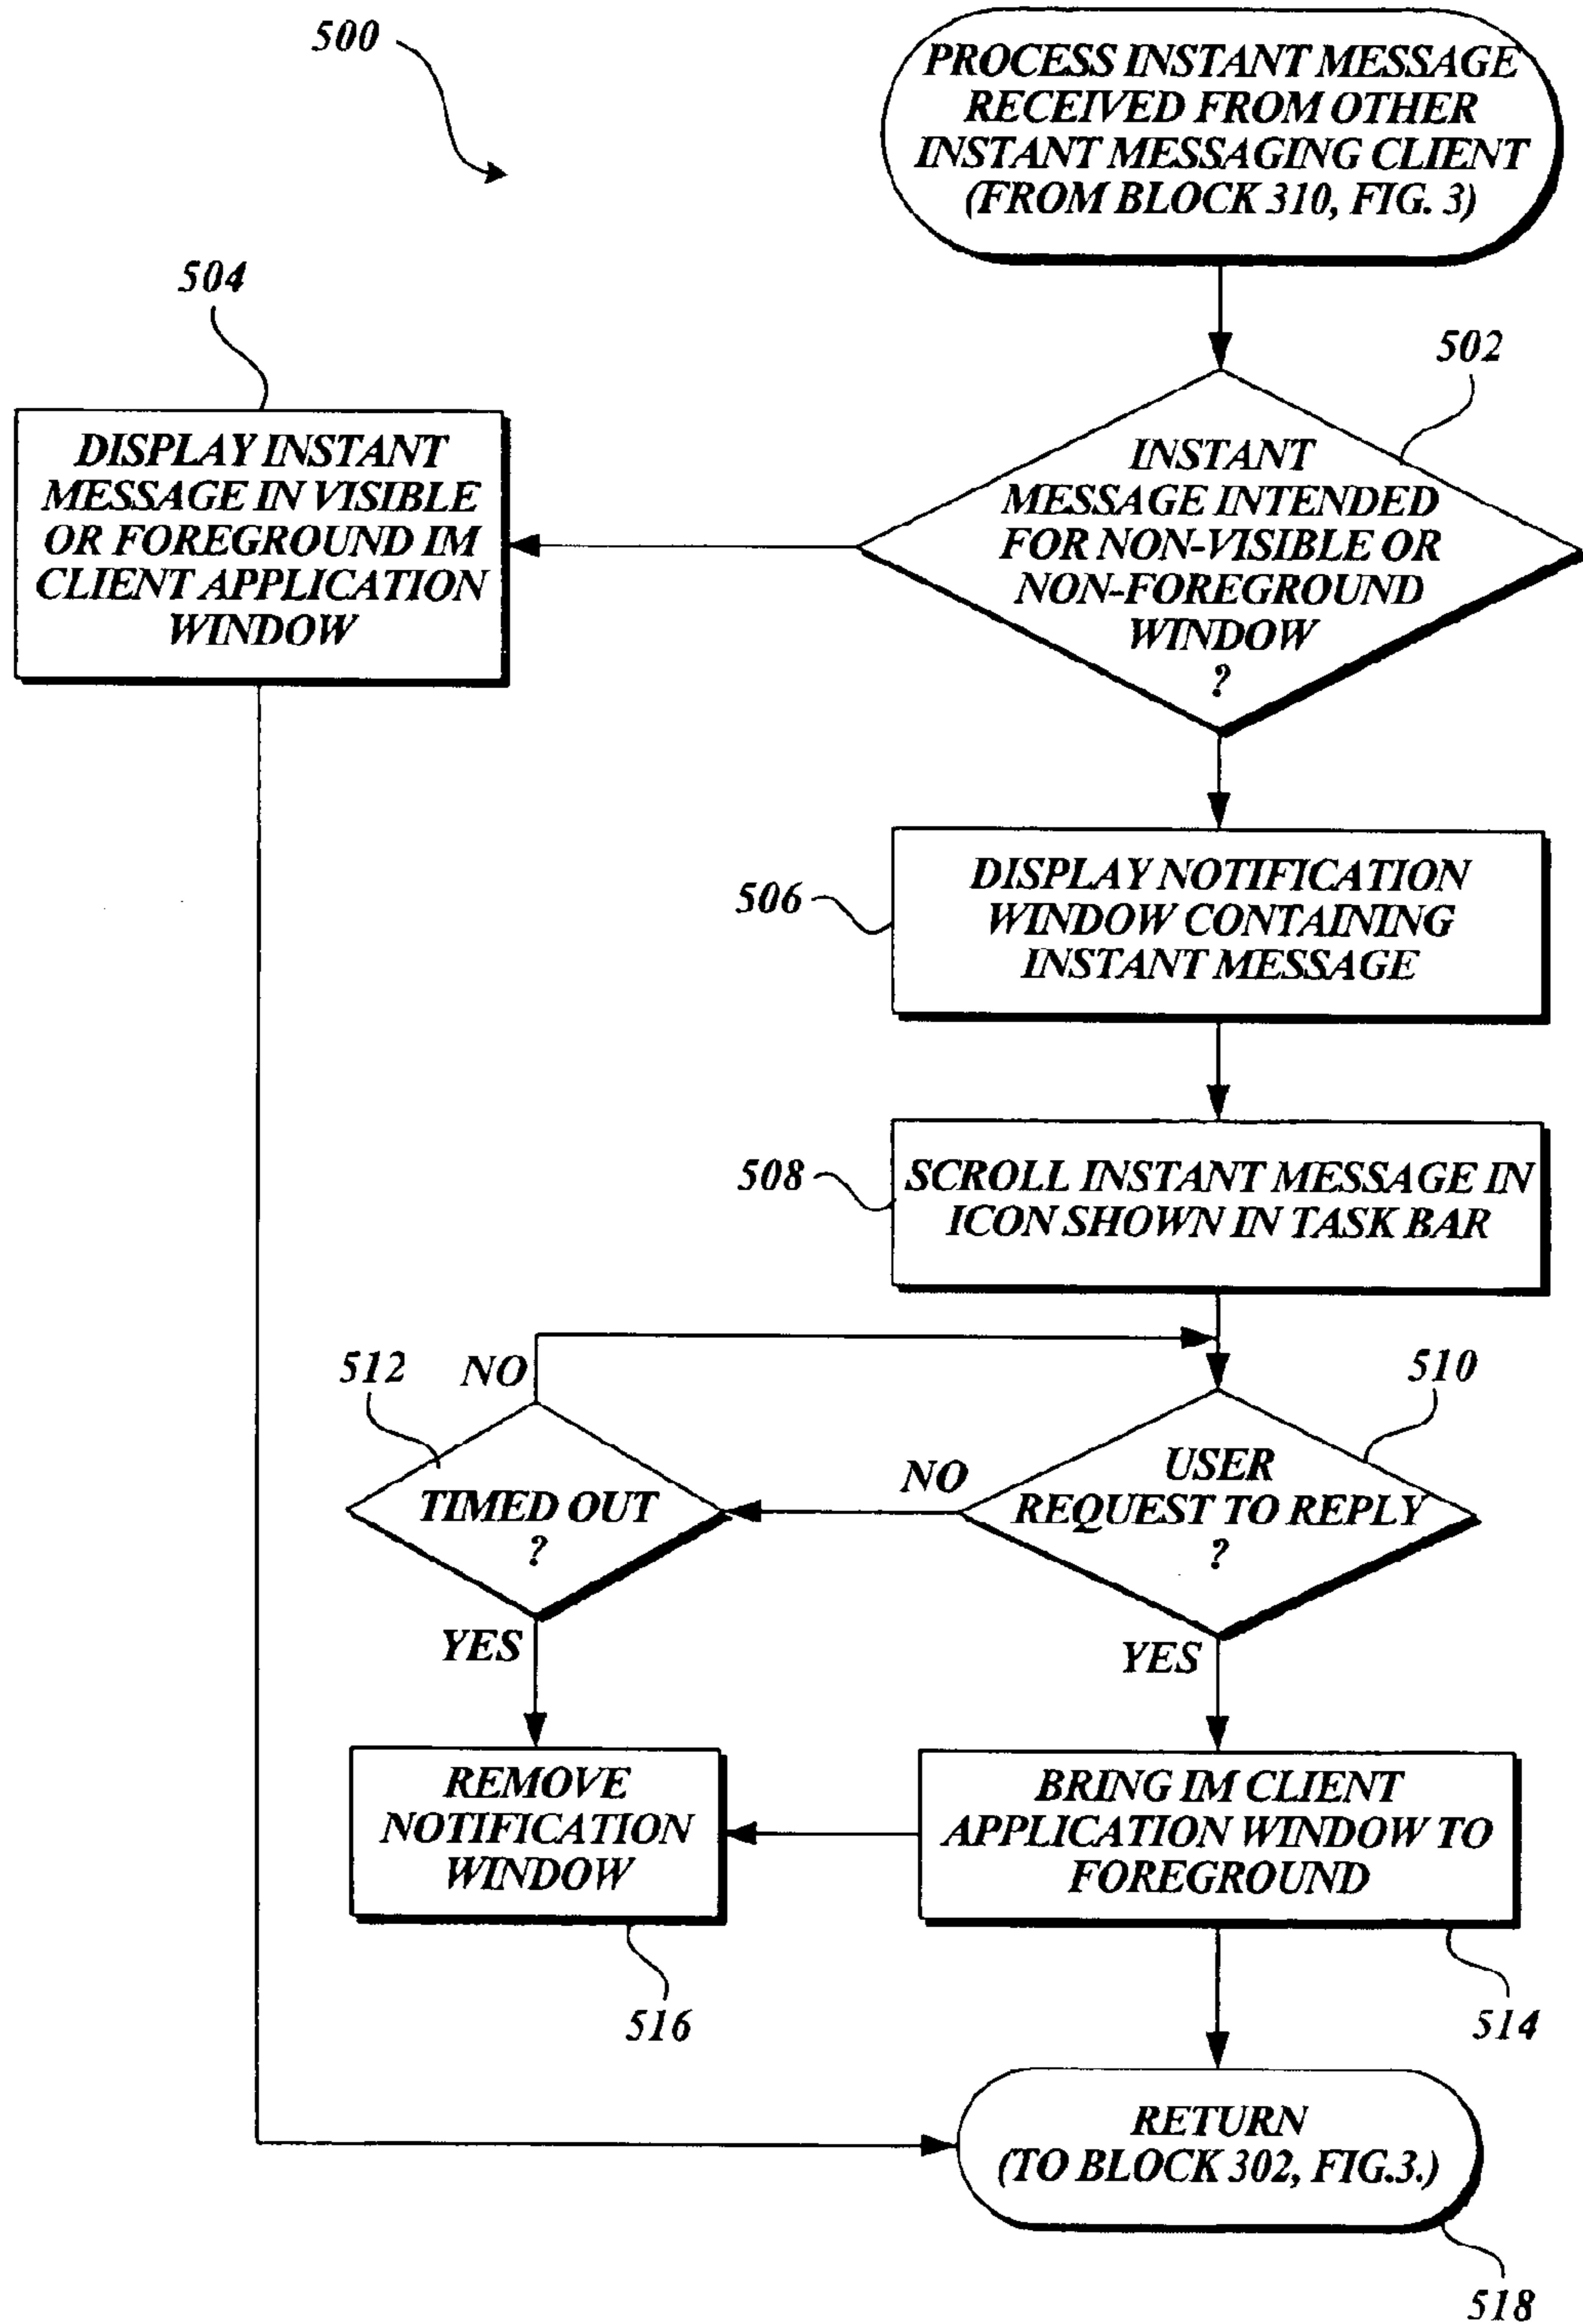 500
PROCESS INSTANT MESSAGE
RECEIVED FROM OTHER
INSTANT MESSAGING CLIENT
(FROM BLOCK 310, FIG. 3)
504
502
DISPLAY INSTANT
MESSAGE IN VISIBLE
OR FOREGROUND IM
CLIENT APPLICATION
WINDOW
INSTANT
MESSAGE INTENDED
FOR NON-VISIBLE OR
NON-FOREGROUND
WINDOW
?
506
DISPLAY NOTIFICATION
WINDOW CONTAINING
INSTANT MESSAGE
508
SCROLL INSTANT MESSAGE IN
ICON SHOWN IN TASK BAR
512
NO
510
TIMED OUT
?
NO
USER
REQUEST TO REPLY
?
YES
YES
REMOVE
NOTIFICATION
WINDOW
BRING IM CLIENT
APPLICATION WINDOW TO
FOREGROUND
516
514
RETURN
(TO BLOCK 302, FIG.3.)
518